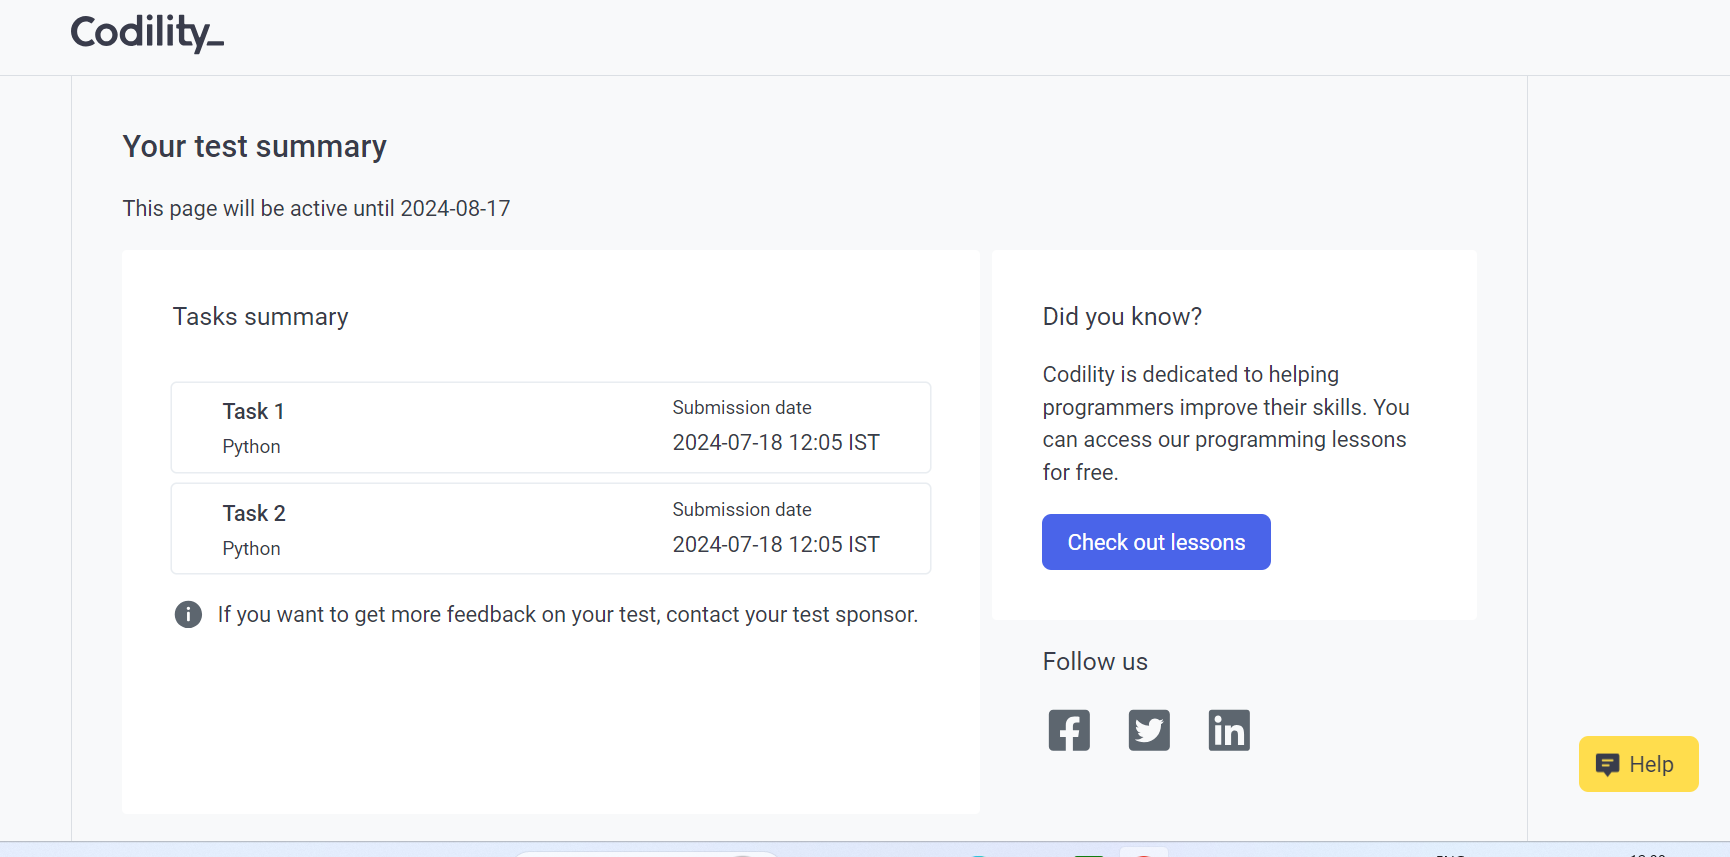 Codility_
Your test summary
This page will be active until 2024-08-17
Tasks summary
Task 1
Python
Submission date
2024-07-18 12:05 IST
Task 2
Python
Submission date
2024-07-18 12:05 IST
If you want to get more feedback on your test, contact your test sponsor.
Did you know?
Codility is dedicated to helping
programmers improve their skills. You
can access our programming lessons
for free.
Check out lessons
Follow us
Help